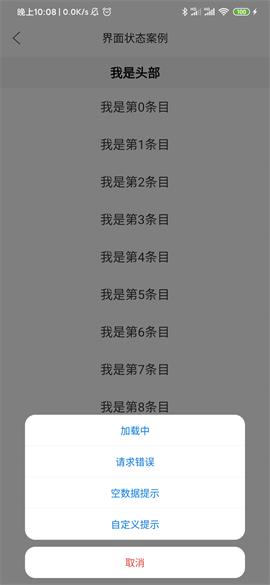 晚上10:08 | 0.0K/s
100
界面状态案例
我是头部
我是第0条目
我是第1条目
我是第2条目
我是第3条目
我是第4条目
我是第5条目
我是第6条目
我是第7条目
我是第8条目
加载中
请求错误
空数据提示
自定义提示
取消